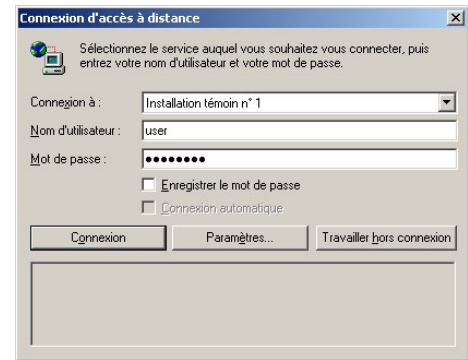 Connexion d'accès à distance
Sélectionnez le service auquel vous souhaitez vous connecter, puis
entrez votre nom d'utilisateur et votre mot de passe.
Connexion à : Installation témoin n° 1
Nom d'utilisateur : user
Mot de passe : ●●●●●●●●
Enregistrer le mot de passe
Connexion automatique
Connexion Paramètres... Travailler hors connexion